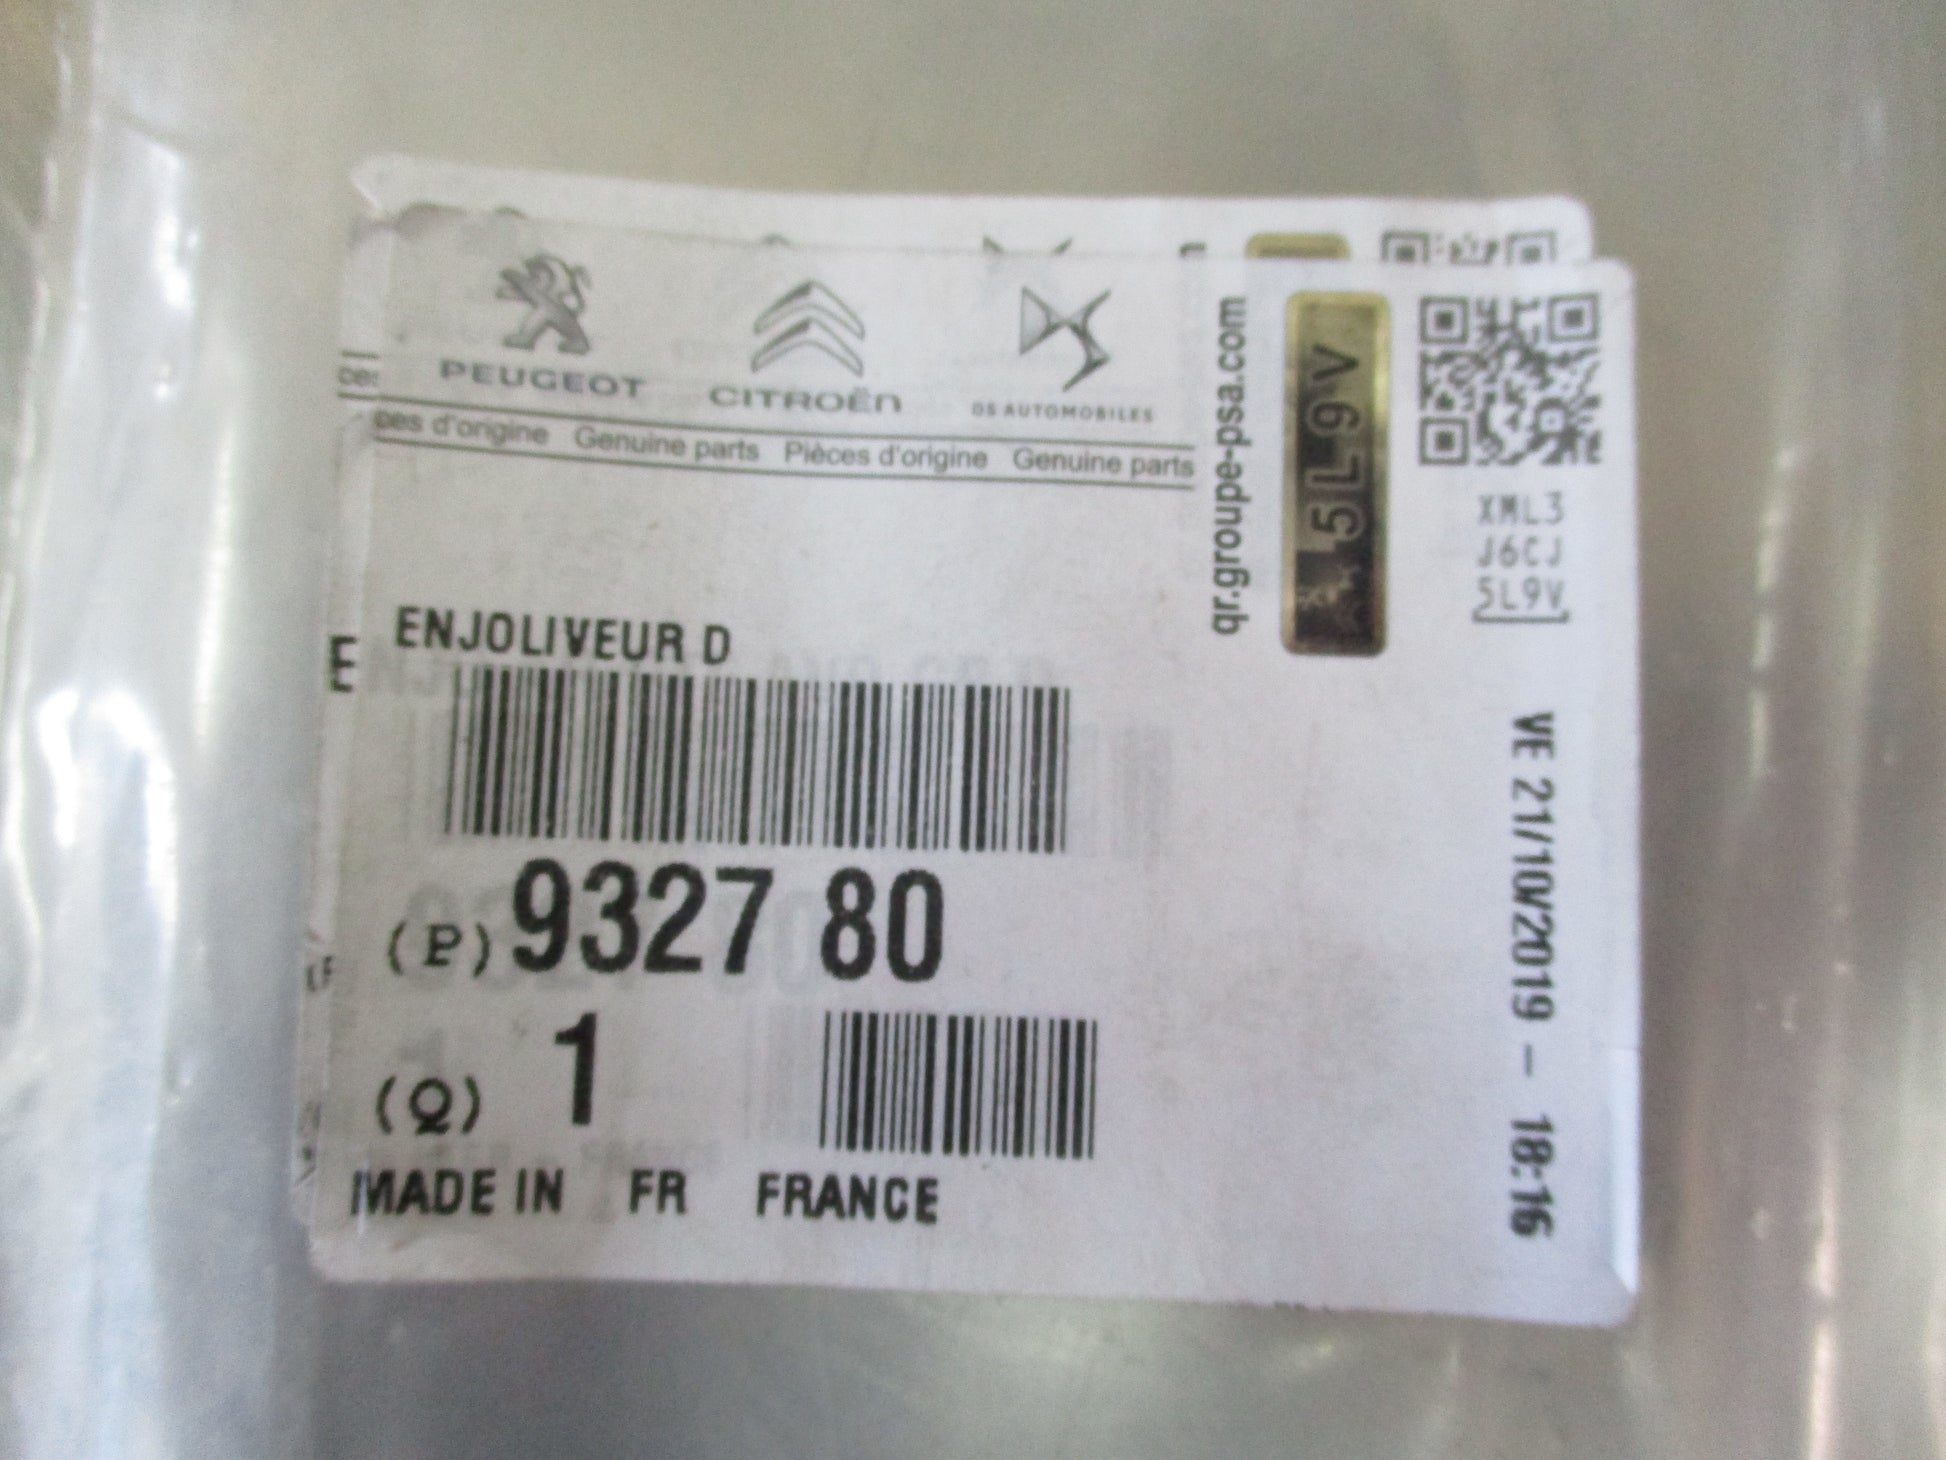 PEUGEOT
CITROËN
DS AUTOMOBILES
d'origine Genuine parts Pièces d'origine Genuine parts
qr.groupe-psa.com
5L9V
XML3
J6CJ
5L9V
ENJOLIVEUR D
(P) 9327 80
(Q) 1
MADE IN FR FRANCE
VE 21/10/2019 - 18:16
E